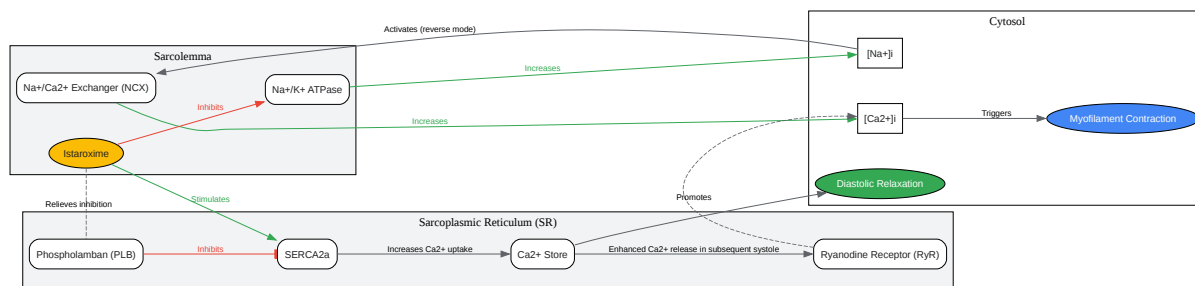 Cytosol
Activates (reverse mode)
Sarcolemma
[Na+]i
Increases
Na+/Ca2+ Exchanger (NCX)
Na+/K+ ATPase
Inhibits
Increases
[Ca2+]i
Triggers
Myofilament Contraction
Istaroxime
Diastolic Relaxation
Stimulates
Promotes
Relieves inhibition
Sarcoplasmic Reticulum (SR)
Phospholamban (PLB)
Inhibits
SERCA2a
Increases Ca2+ uptake
Ca2+ Store
Enhanced Ca2+ release in subsequent systole
Ryanodine Receptor (RyR)